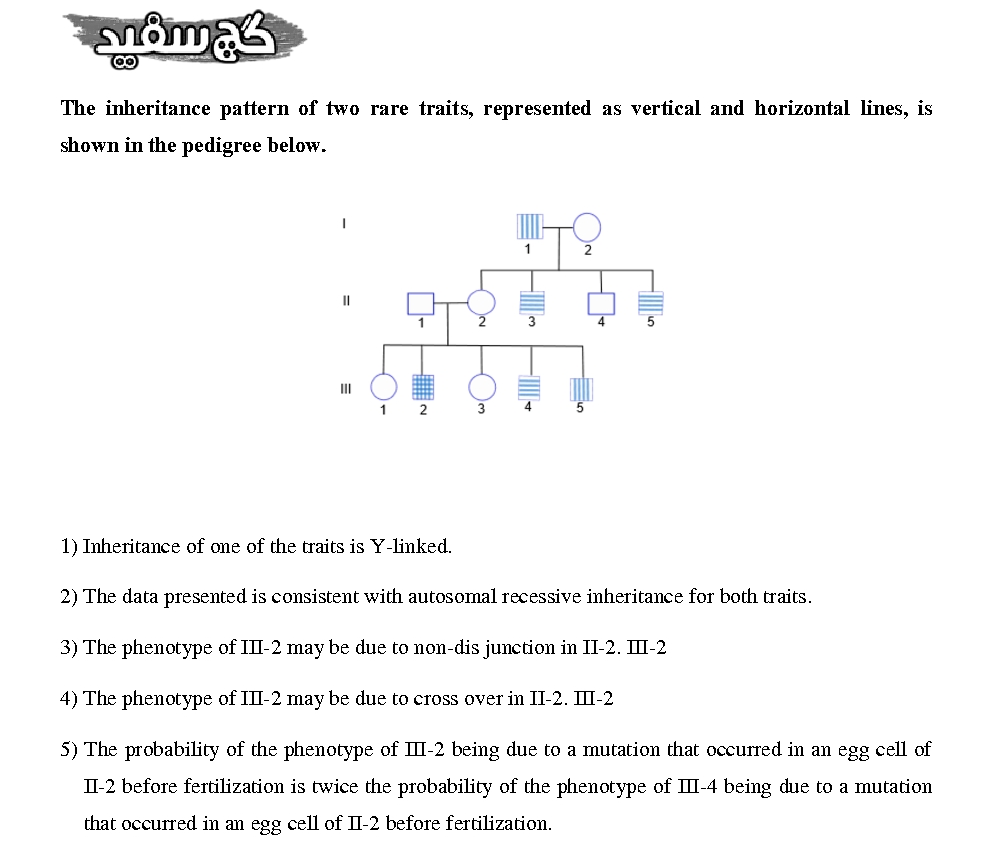 گچ سفید
The inheritance pattern of two rare traits, represented as vertical and horizontal lines, is
shown in the pedigree below.
I
1 2
II
1 2 3 4 5
III
1 2 3 4 5
1) Inheritance of one of the traits is Y-linked.
2) The data presented is consistent with autosomal recessive inheritance for both traits.
3) The phenotype of III-2 may be due to non-dis junction in II-2. III-2
4) The phenotype of III-2 may be due to cross over in II-2. III-2
5) The probability of the phenotype of III-2 being due to a mutation that occurred in an egg cell of
II-2 before fertilization is twice the probability of the phenotype of III-4 being due to a mutation
that occurred in an egg cell of II-2 before fertilization.